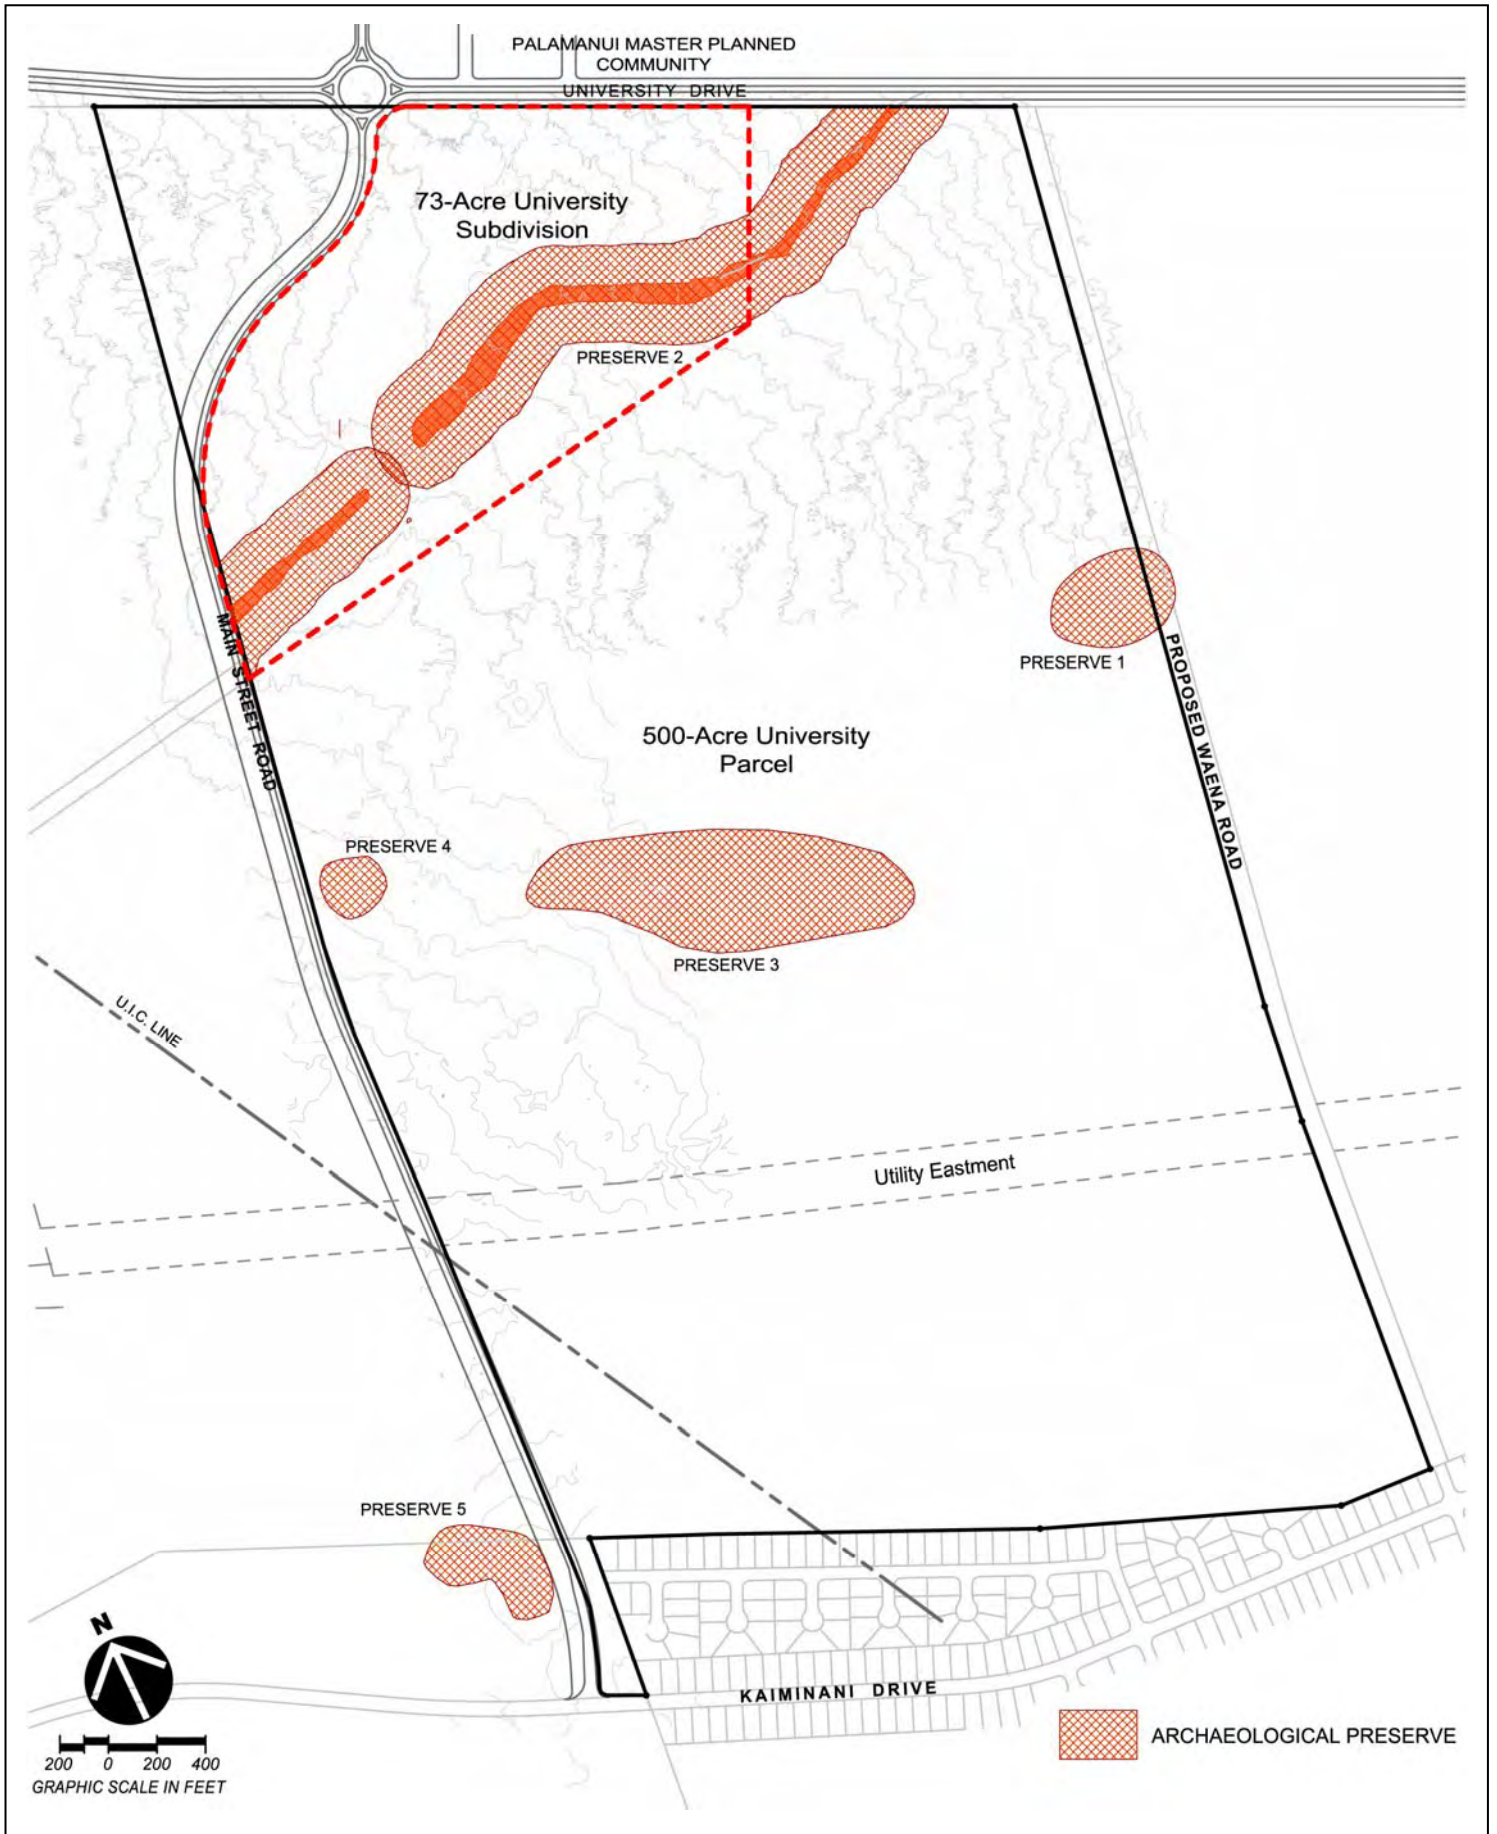 PALAMANUI MASTER PLANNED
COMMUNITY
UNIVERSITY DRIVE
73-Acre University
Subdivision
PRESERVE 2
MAIN STREET ROAD
PRESERVE 1
PROPOSED WAENA ROAD
500-Acre University
Parcel
PRESERVE 4
PRESERVE 3
U.I.C. LINE
Utility Eastment
PRESERVE 5
N
KAIMINANI DRIVE
ARCHAEOLOGICAL PRESERVE
200 0 200 400
GRAPHIC SCALE IN FEET